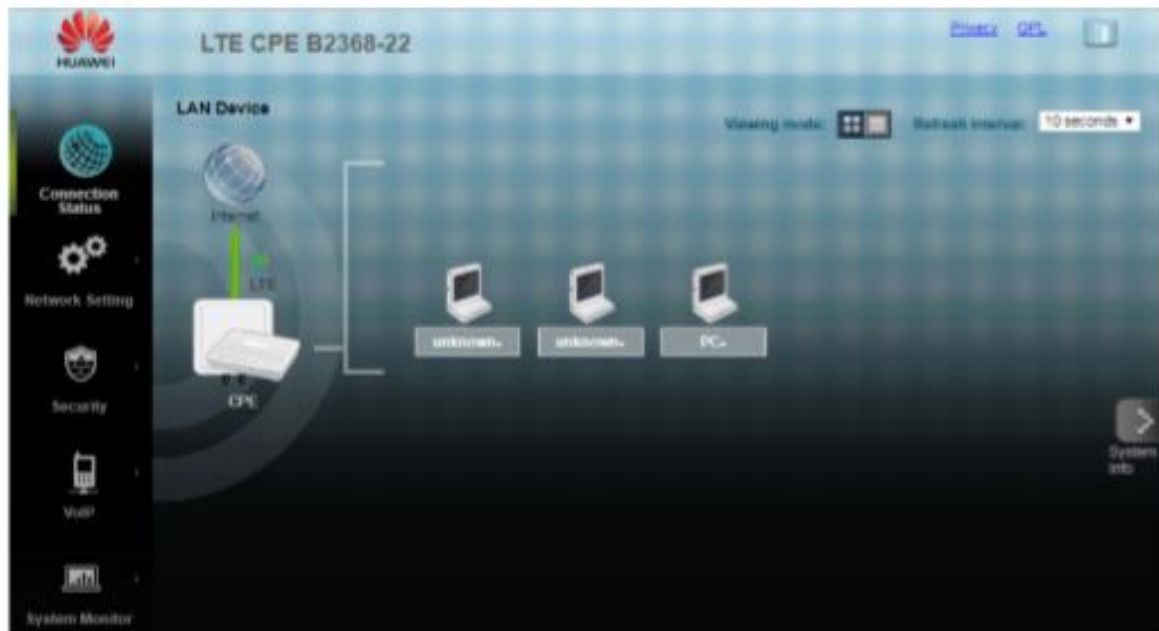 HUAWEI
LTE CPE B2368-22
Privacy GPL
LAN Device
Viewing mode: Refresh Interval: 10 seconds
Internet
LTE
CPE
unknown
unknown
PC
Connection
Status
Network Setting
Security
VoIP
System Monitor
System
Info